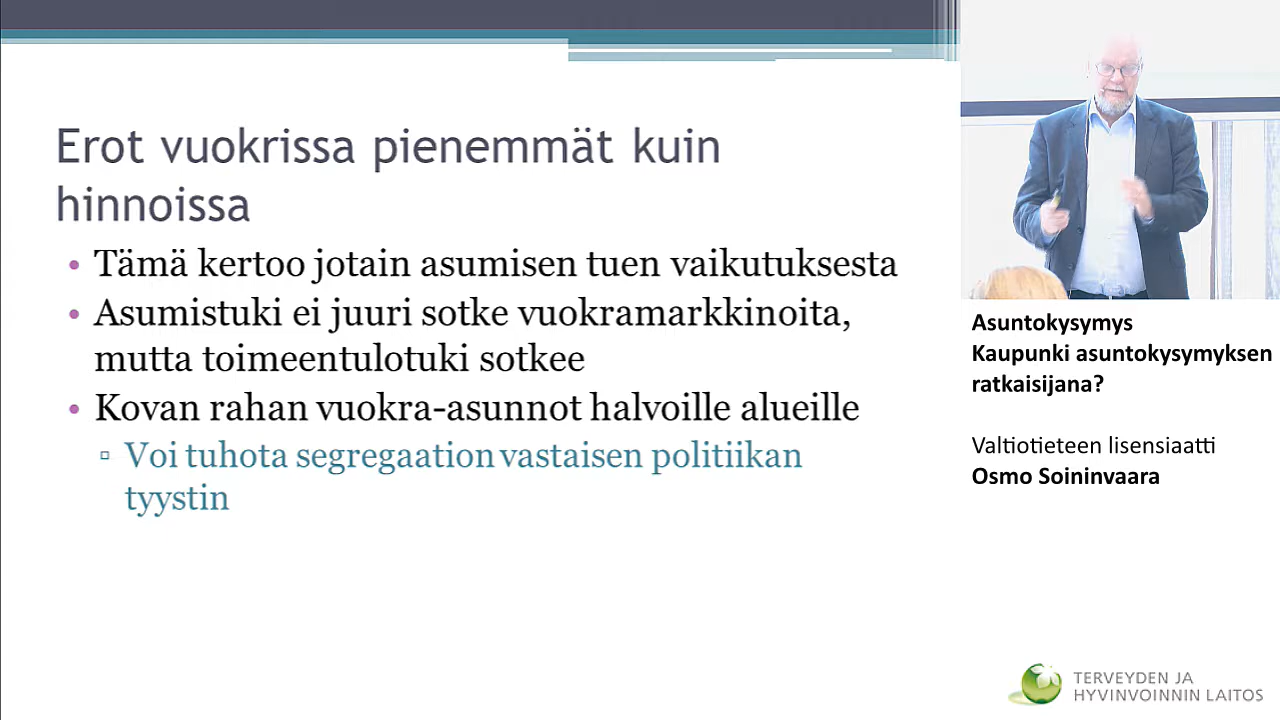 Erot vuokrissa pienemmät kuin
hinnoissa
• Tämä kertoo jotain asumisen tuen vaikutuksesta
• Asumistuki ei juuri sotke vuokramarkkinoita,
mutta toimeentulotuki sotkee
• Kovan rahan vuokra-asunnot halvoille alueille
▫ Voi tuhota segregaation vastaisen politiikan
tyystin
Asuntokysymys
Kaupunki asuntokysymyksen
ratkaisijana?
Valtiotieteen lisensiaatti
Osmo Soininvaara
TERVEYDEN JA
HYVINVOINNIN LAITOS